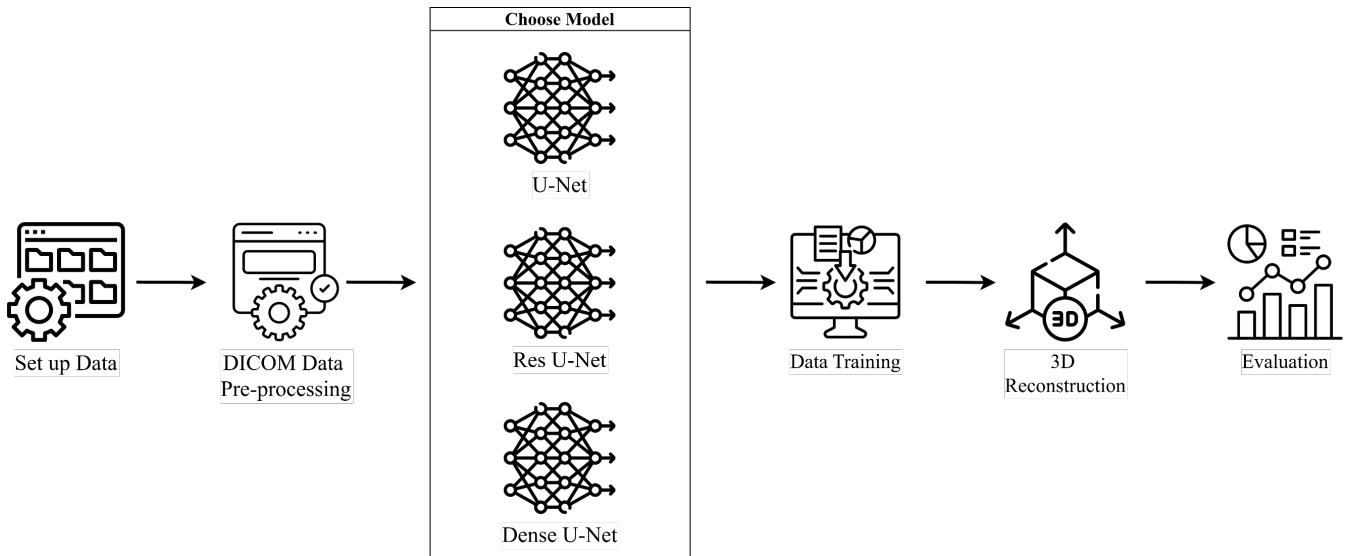 Choose Model
U-Net
Res U-Net
Dense U-Net
Set up Data
DICOM Data
Pre-processing
Data Training
3D
3D
Reconstruction
Evaluation